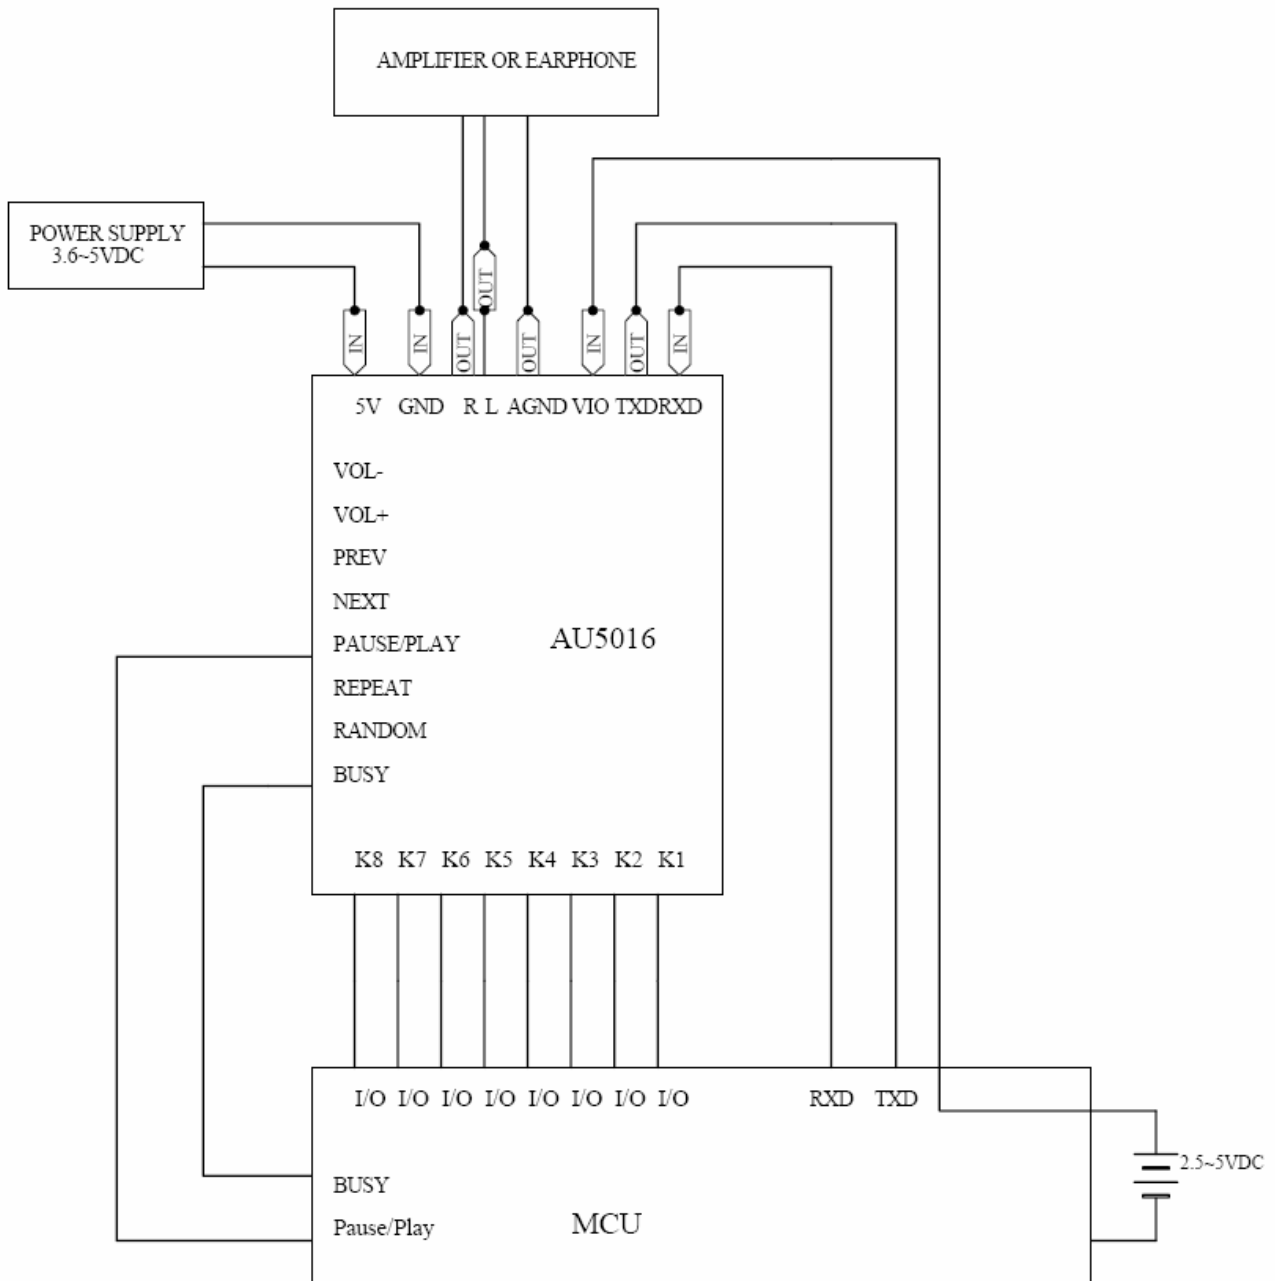 AMPLIFIER OR EARPHONE
POWER SUPPLY
3.6~5VDC
OUT
IN IN OUT OUT IN OUT IN
5V GND R L AGND VIO TXD RXD
VOL-
VOL+
PREV
NEXT
PAUSE/PLAY AU5016
REPEAT
RANDOM
BUSY
K8 K7 K6 K5 K4 K3 K2 K1
I/O I/O I/O I/O I/O I/O I/O I/O RXD TXD
2.5~5VDC
BUSY
Pause/Play MCU